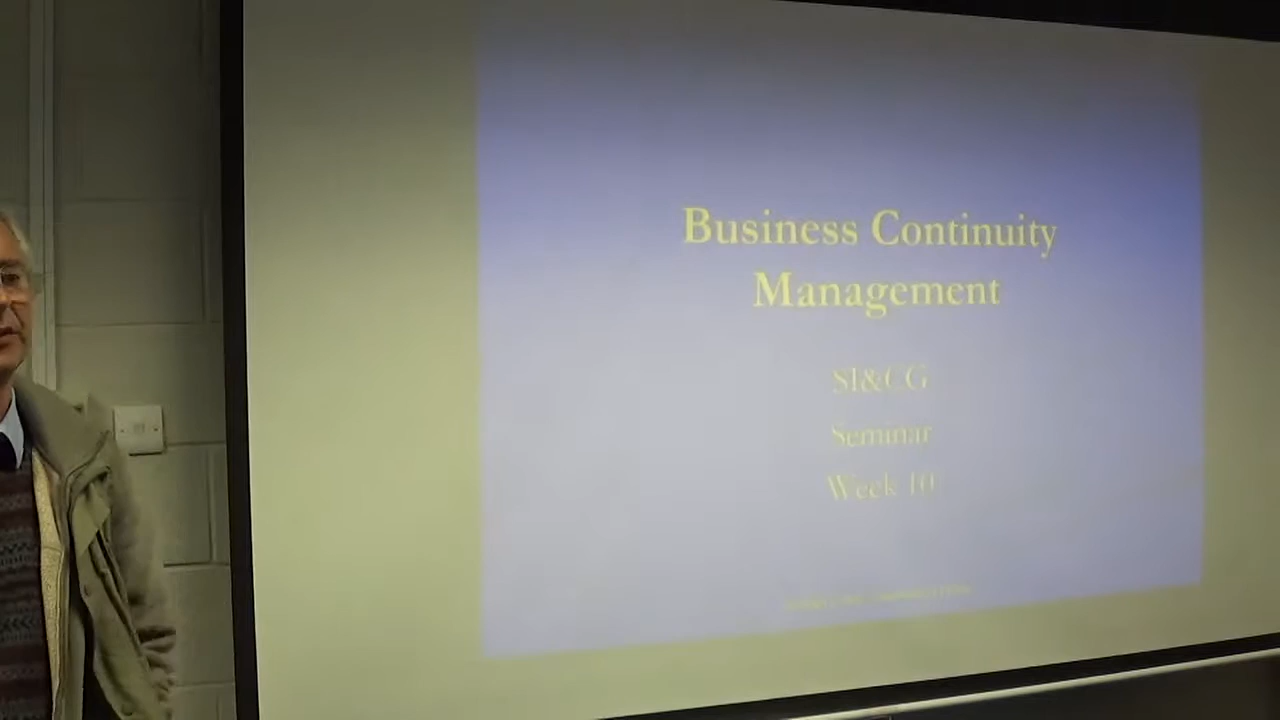 Business Continuity
Management
SI&CG
Seminar
Week 10